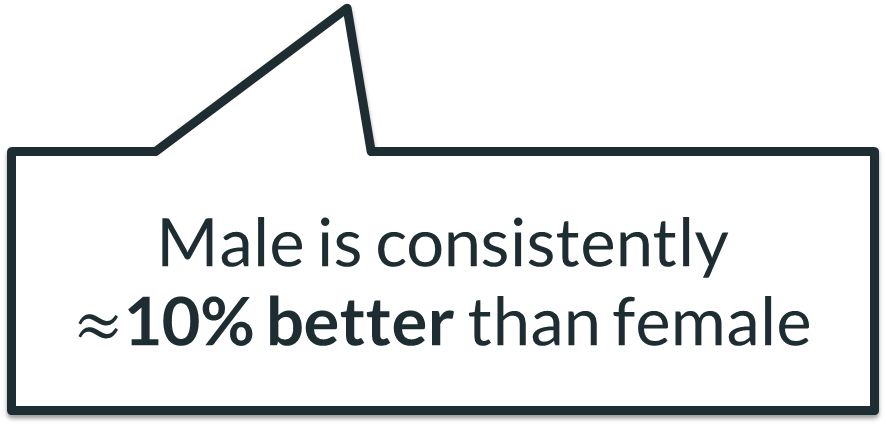 Male is consistently
≈10% better than female